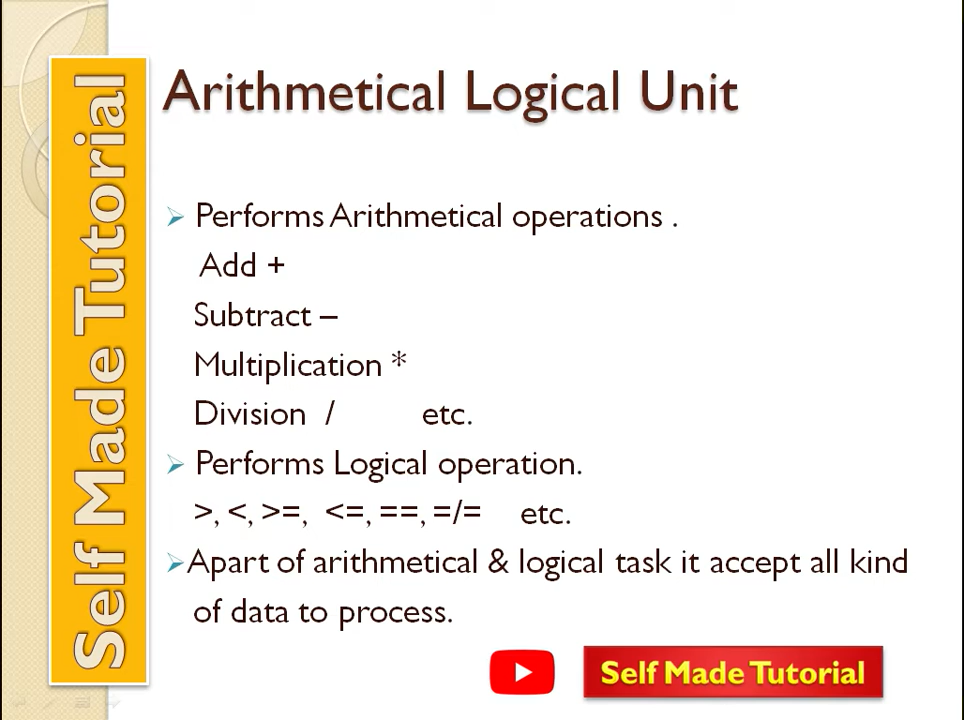 Self Made Tutorial
Arithmetical Logical Unit
Performs Arithmetical operations .
Add +
Subtract –
Multiplication *
Division / etc.
Performs Logical operation.
>, <, >=, <=, ==, =/= etc.
Apart of arithmetical & logical task it accept all kind
of data to process.
Self Made Tutorial